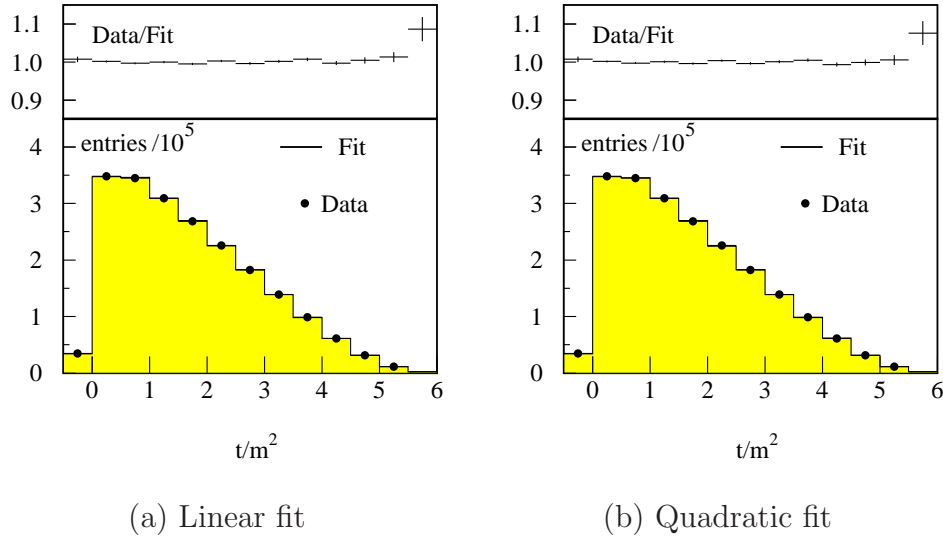 1.1
Data/Fit
1.0
0.9
entries /10^5
4
Fit
3
Data
2
1
0
0 1 2 3 4 5 6
t/m^2
(a) Linear fit
1.1
Data/Fit
1.0
0.9
entries /10^5
4
Fit
3
Data
2
1
0
0 1 2 3 4 5 6
t/m^2
(b) Quadratic fit